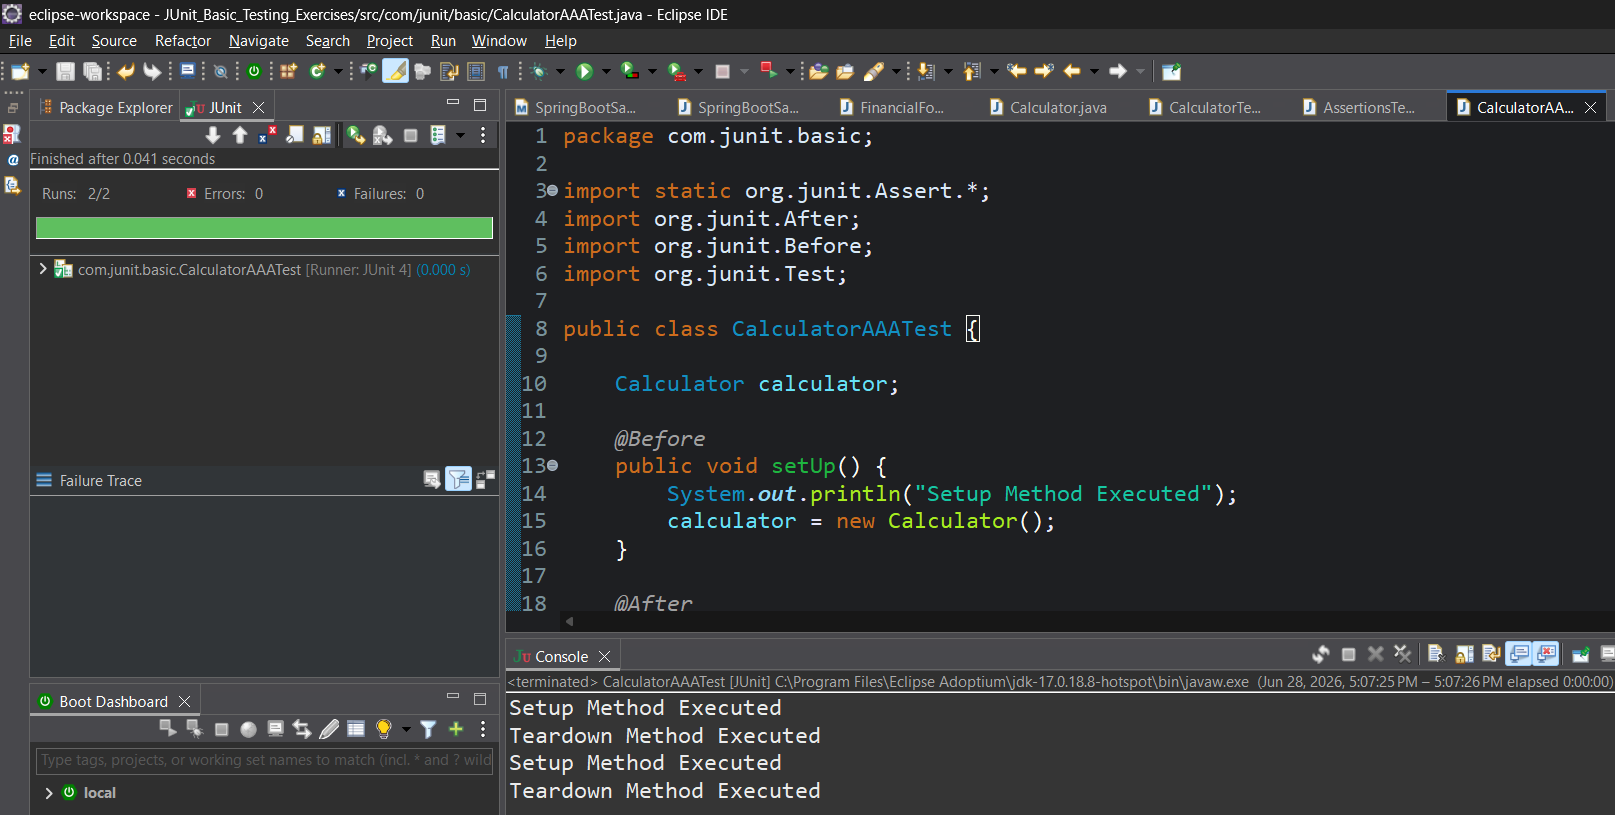 eclipse-workspace - JUnit_Basic_Testing_Exercises/src/com/junit/basic/CalculatorAAATest.java - Eclipse IDE
File Edit Source Refactor Navigate Search Project Run Window Help
Package Explorer JUnit
Finished after 0.041 seconds
Runs: 2/2 Errors: 0 Failures: 0
com.junit.basic.CalculatorAAATest [Runner: JUnit 4] (0.000 s)
Failure Trace
Boot Dashboard
Type tags, projects, or working set names to match (incl. * and ? wild
local
SpringBootSa... SpringBootSa... FinancialFo... Calculator.java CalculatorTe... AssertionsTe... CalculatorAA...
1 package com.junit.basic;
2
3 import static org.junit.Assert.*;
4 import org.junit.After;
5 import org.junit.Before;
6 import org.junit.Test;
7
8 public class CalculatorAAATest {
9
10 Calculator calculator;
11
12 @Before
13 public void setUp() {
14 System.out.println("Setup Method Executed");
15 calculator = new Calculator();
16 }
17
18 @After
Console
<terminated> CalculatorAAATest [JUnit] C:\Program Files\Eclipse Adoptium\jdk-17.0.18.8-hotspot\bin\javaw.exe (Jun 28, 2026, 5:07:25 PM – 5:07:26 PM elapsed 0:00:00)
Setup Method Executed
Teardown Method Executed
Setup Method Executed
Teardown Method Executed